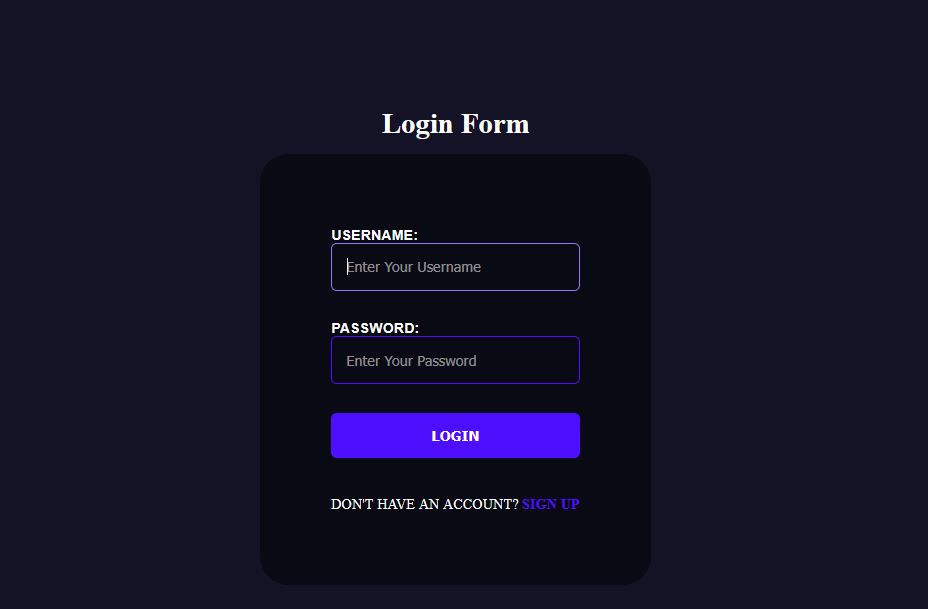 Login Form
USERNAME:
Enter Your Username
PASSWORD:
Enter Your Password
LOGIN
DON'T HAVE AN ACCOUNT? SIGN UP